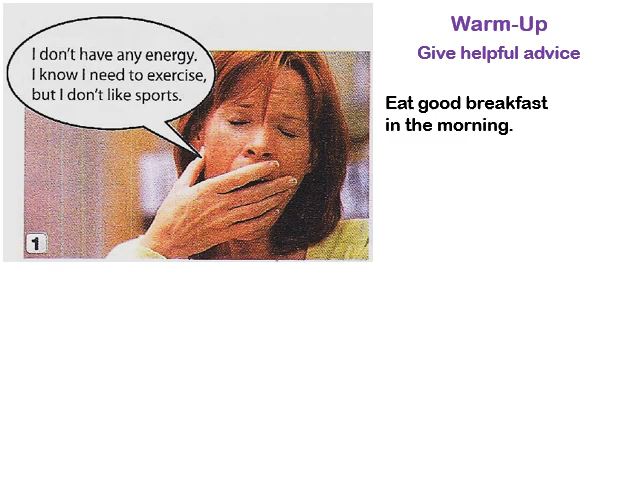 I don't have any energy.
I know I need to exercise,
but I don't like sports.
1
Warm-Up
Give helpful advice
Eat good breakfast
in the morning.